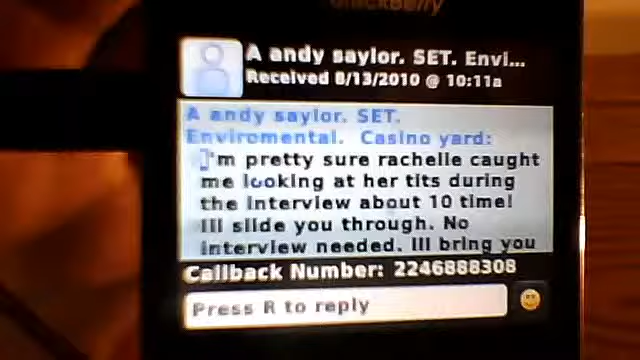 BlackBerry
A andy saylor. SET. Envi...
Received 8/13/2010 @ 10:11a
A andy saylor. SET.
Enviromental. Casino yard:
I'm pretty sure rachelle caught
me looking at her tits during
the interview about 10 time!
Ill slide you through. No
interview needed. Ill bring you
Callback Number: 2246888308
Press R to reply